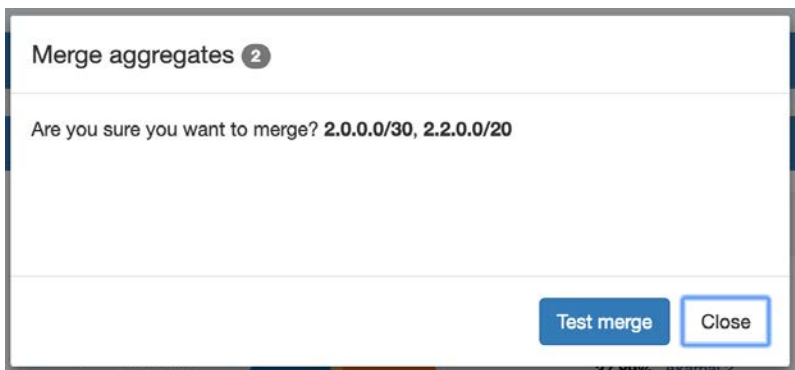 Merge aggregates 2
Are you sure you want to merge? 2.0.0.0/30, 2.2.0.0/20
Test merge Close